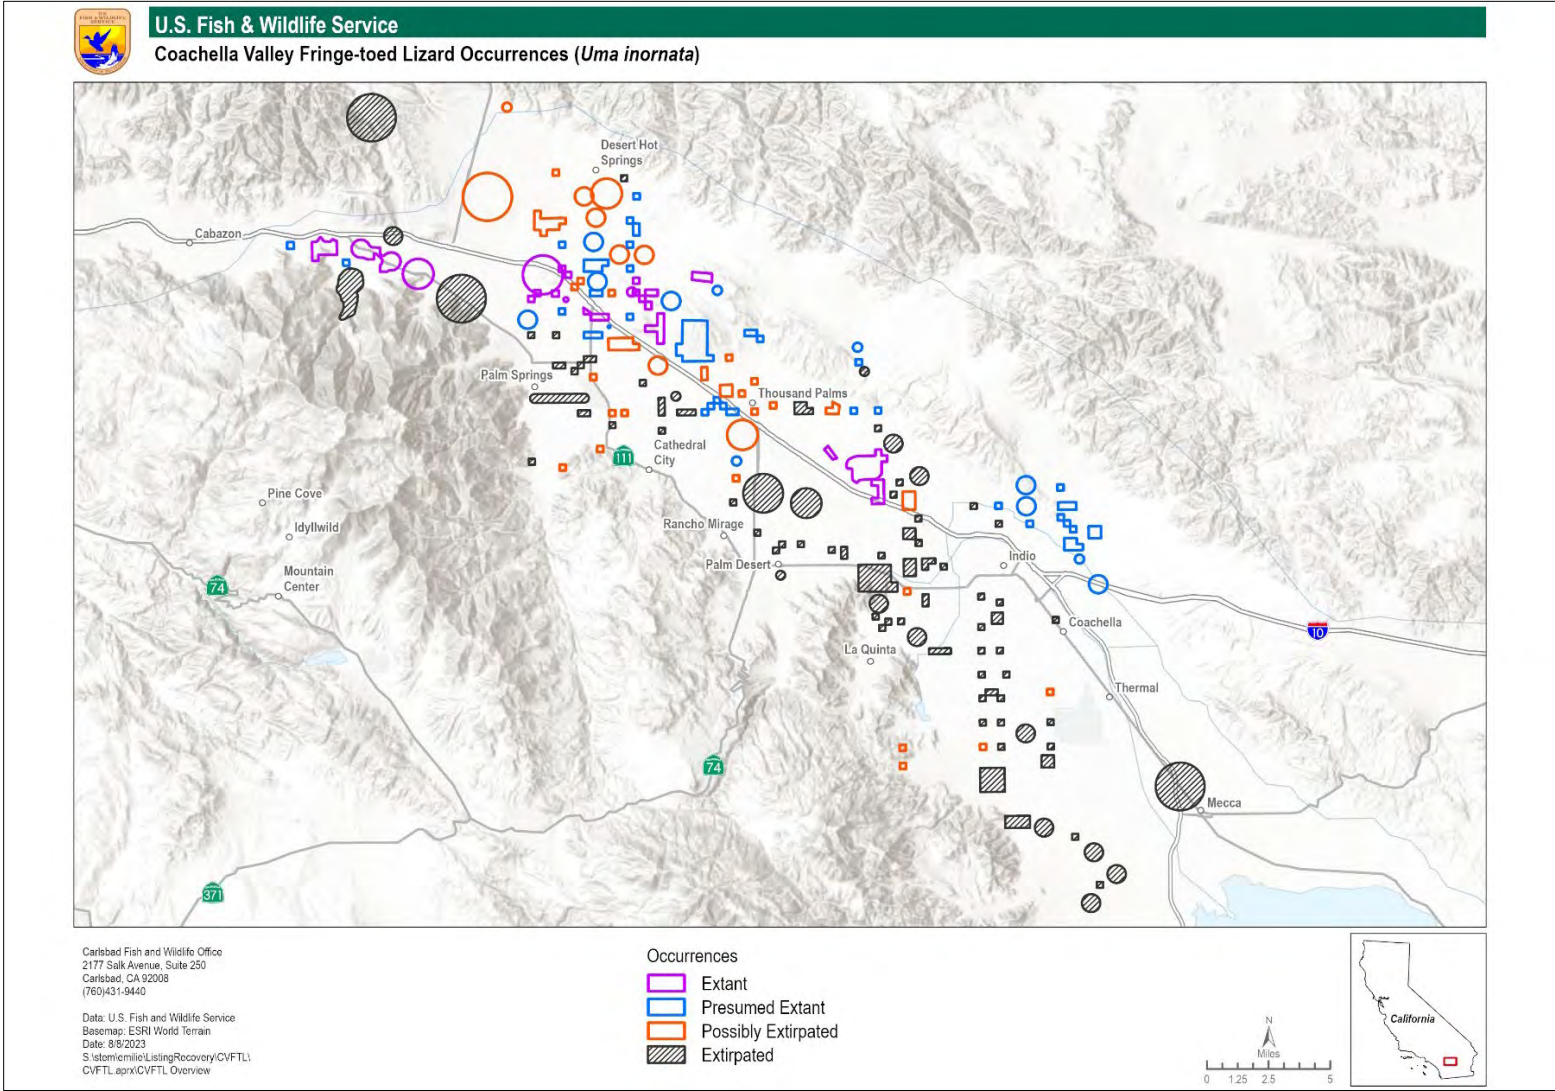 U.S.
FISH & WILDLIFE
SERVICE
U.S. Fish & Wildlife Service
Coachella Valley Fringe-toed Lizard Occurrences (Uma inornata)
Desert Hot
Springs
Cabazon
Palm Springs
Thousand Palms
Cathedral
City
111
Pine Cove
Idyllwild
Rancho Mirage
Palm Desert
Indio
Mountain
Center
74
Coachella
10
La Quinta
Thermal
74
Mecca
371
Carlsbad Fish and Wildlife Office
2177 Salk Avenue, Suite 250
Carlsbad, CA 92008
(760)431-9440
Data: U.S. Fish and Wildlife Service
Basemap: ESRI World Terrain
Date: 8/8/2023
S:\stem\emilie\ListingRecovery\CVFTL\
CVFTL.aprx\CVFTL Overview
Occurrences
Extant
Presumed Extant
Possibly Extirpated
Extirpated
N
Miles
0 1.25 2.5 5
California